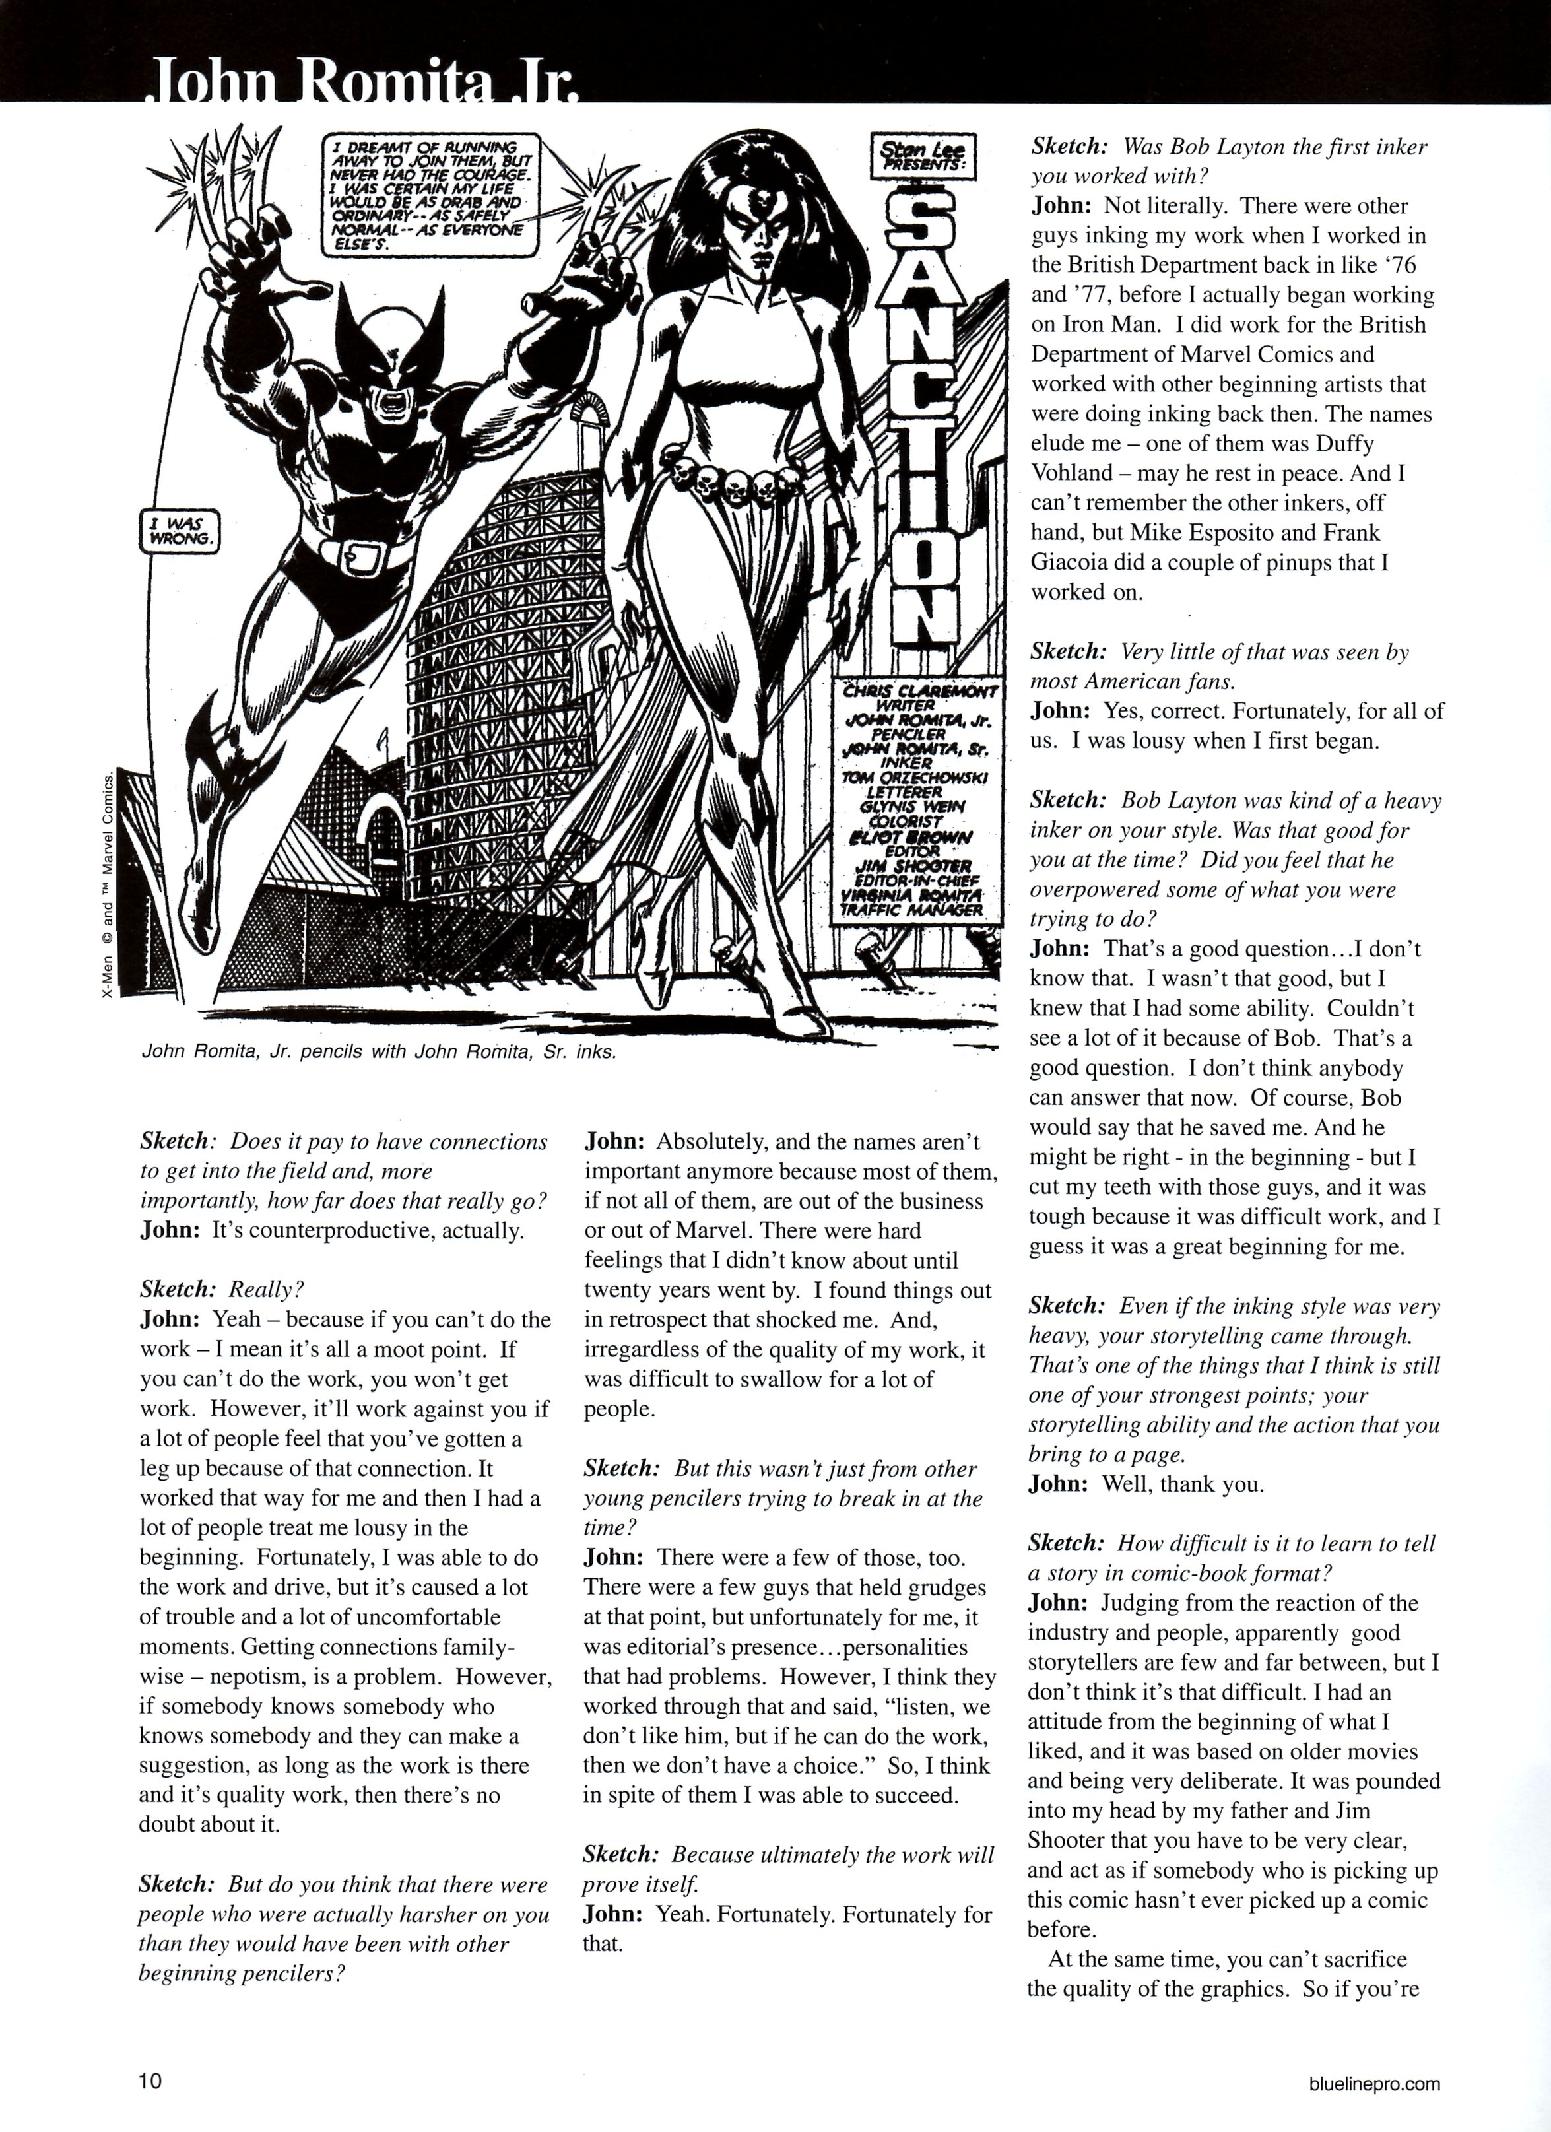 John Romita Jr.
I DREAMT OF RUNNING
AWAY TO JOIN THEM, BUT
NEVER HAD THE COURAGE.
I WAS CERTAIN MY LIFE
WOULD BE AS DRAB AND
ORDINARY-- AS SAFELY
NORMAL-- AS EVERYONE
ELSE'S.
I WAS
WRONG.
Stan Lee
PRESENTS:
SANCTION
CHRIS CLAREMONT
WRITER
JOHN ROMITA, Jr.
PENCILER
JOHN ROMITA, Sr.
INKER
TOM ORZECHOWSKI
LETTERER
GLYNIS WEIN
COLORIST
ELIOT BROWN
EDITOR
JIM SHOOTER
EDITOR-IN-CHIEF
VIRGINIA ROMITA
TRAFFIC MANAGER
X-Men © and ™ Marvel Comics.
John Romita, Jr. pencils with John Romita, Sr. inks.
Sketch: Does it pay to have connections
to get into the field and, more
importantly, how far does that really go?
John: It's counterproductive, actually.
Sketch: Really?
John: Yeah – because if you can't do the
work – I mean it's all a moot point. If
you can't do the work, you won't get
work. However, it'll work against you if
a lot of people feel that you've gotten a
leg up because of that connection. It
worked that way for me and then I had a
lot of people treat me lousy in the
beginning. Fortunately, I was able to do
the work and drive, but it's caused a lot
of trouble and a lot of uncomfortable
moments. Getting connections family-
wise – nepotism, is a problem. However,
if somebody knows somebody who
knows somebody and they can make a
suggestion, as long as the work is there
and it's quality work, then there's no
doubt about it.
Sketch: But do you think that there were
people who were actually harsher on you
than they would have been with other
beginning pencilers?
John: Absolutely, and the names aren't
important anymore because most of them,
if not all of them, are out of the business
or out of Marvel. There were hard
feelings that I didn't know about until
twenty years went by. I found things out
in retrospect that shocked me. And,
irregardless of the quality of my work, it
was difficult to swallow for a lot of
people.
Sketch: But this wasn't just from other
young pencilers trying to break in at the
time?
John: There were a few of those, too.
There were a few guys that held grudges
at that point, but unfortunately for me, it
was editorial's presence…personalities
that had problems. However, I think they
worked through that and said, “listen, we
don't like him, but if he can do the work,
then we don't have a choice.” So, I think
in spite of them I was able to succeed.
Sketch: Because ultimately the work will
prove itself.
John: Yeah. Fortunately. Fortunately for
that.
Sketch: Was Bob Layton the first inker
you worked with?
John: Not literally. There were other
guys inking my work when I worked in
the British Department back in like ‘76
and '77, before I actually began working
on Iron Man. I did work for the British
Department of Marvel Comics and
worked with other beginning artists that
were doing inking back then. The names
elude me – one of them was Duffy
Vohland – may he rest in peace. And I
can't remember the other inkers, off
hand, but Mike Esposito and Frank
Giacoia did a couple of pinups that I
worked on.
Sketch: Very little of that was seen by
most American fans.
John: Yes, correct. Fortunately, for all of
us. I was lousy when I first began.
Sketch: Bob Layton was kind of a heavy
inker on your style. Was that good for
you at the time? Did you feel that he
overpowered some of what you were
trying to do?
John: That's a good question…I don't
know that. I wasn't that good, but I
knew that I had some ability. Couldn't
see a lot of it because of Bob. That's a
good question. I don't think anybody
can answer that now. Of course, Bob
would say that he saved me. And he
might be right - in the beginning - but I
cut my teeth with those guys, and it was
tough because it was difficult work, and I
guess it was a great beginning for me.
Sketch: Even if the inking style was very
heavy, your storytelling came through.
That's one of the things that I think is still
one of your strongest points; your
storytelling ability and the action that you
bring to a page.
John: Well, thank you.
Sketch: How difficult is it to learn to tell
a story in comic-book format?
John: Judging from the reaction of the
industry and people, apparently good
storytellers are few and far between, but I
don't think it's that difficult. I had an
attitude from the beginning of what I
liked, and it was based on older movies
and being very deliberate. It was pounded
into my head by my father and Jim
Shooter that you have to be very clear,
and act as if somebody who is picking up
this comic hasn't ever picked up a comic
before.
At the same time, you can't sacrifice
the quality of the graphics. So if you're
10
bluelinepro.com